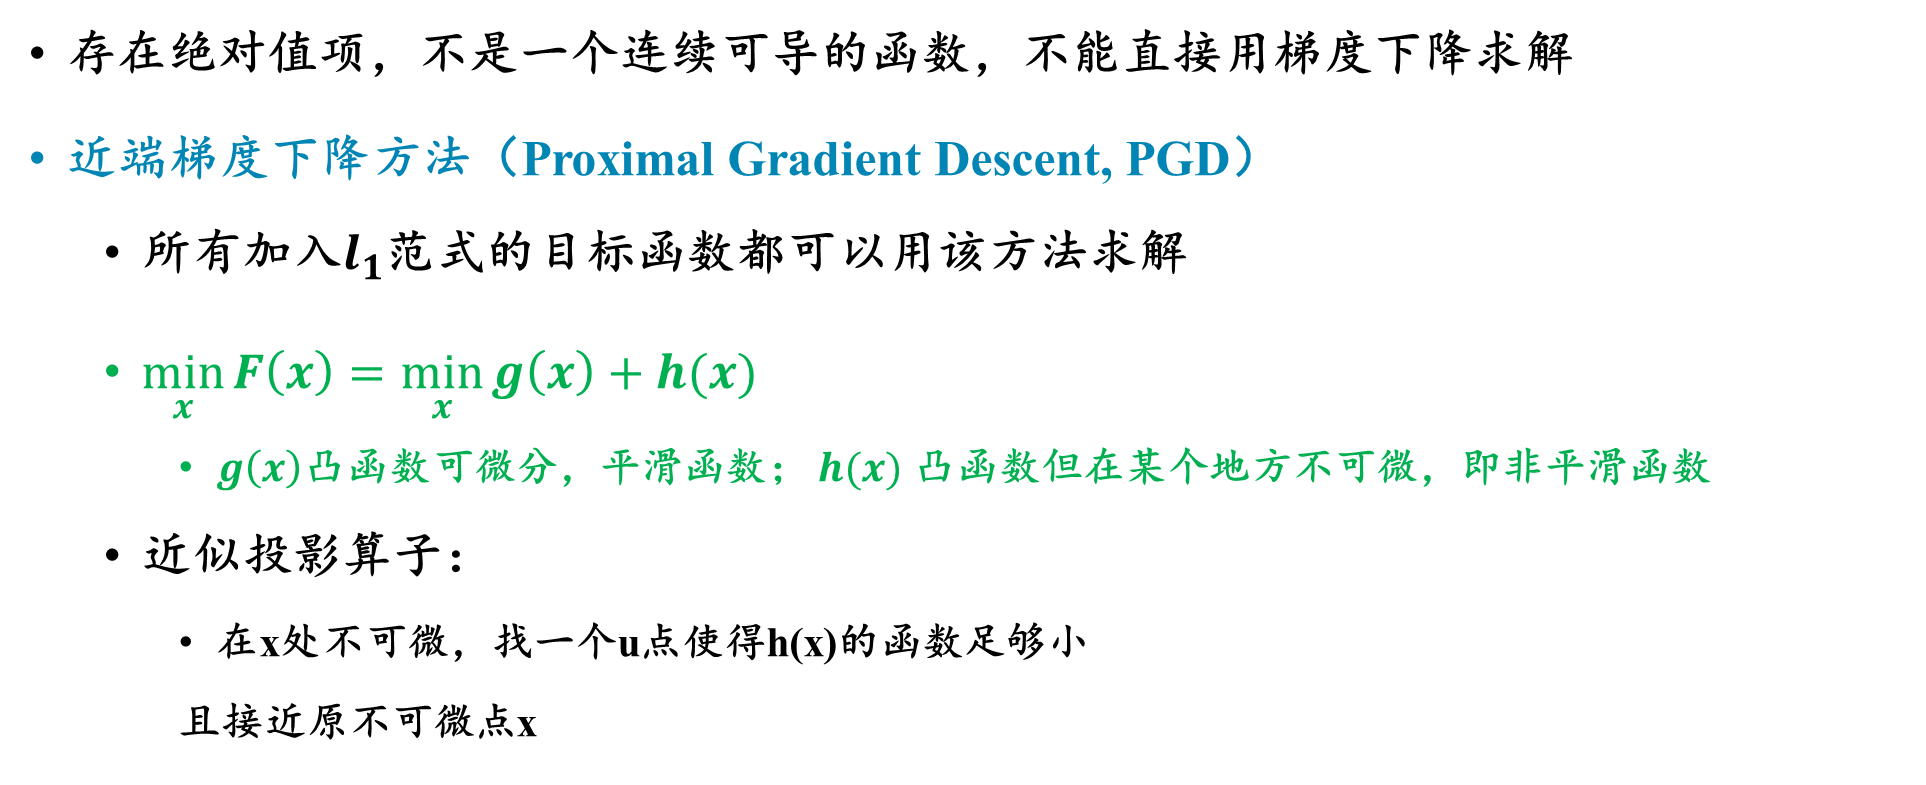 • 存在绝对值项，不是一个连续可导的函数，不能直接用梯度下降求解
• 近端梯度下降方法（Proximal Gradient Descent, PGD）
• 所有加入l₁范式的目标函数都可以用该方法求解
• min F(x) = min g(x) + h(x)
x x
• g(x)凸函数可微分，平滑函数；h(x) 凸函数但在某个地方不可微，即非平滑函数
• 近似投影算子：
• 在x处不可微，找一个u点使得h(x)的函数足够小
且接近原不可微点x